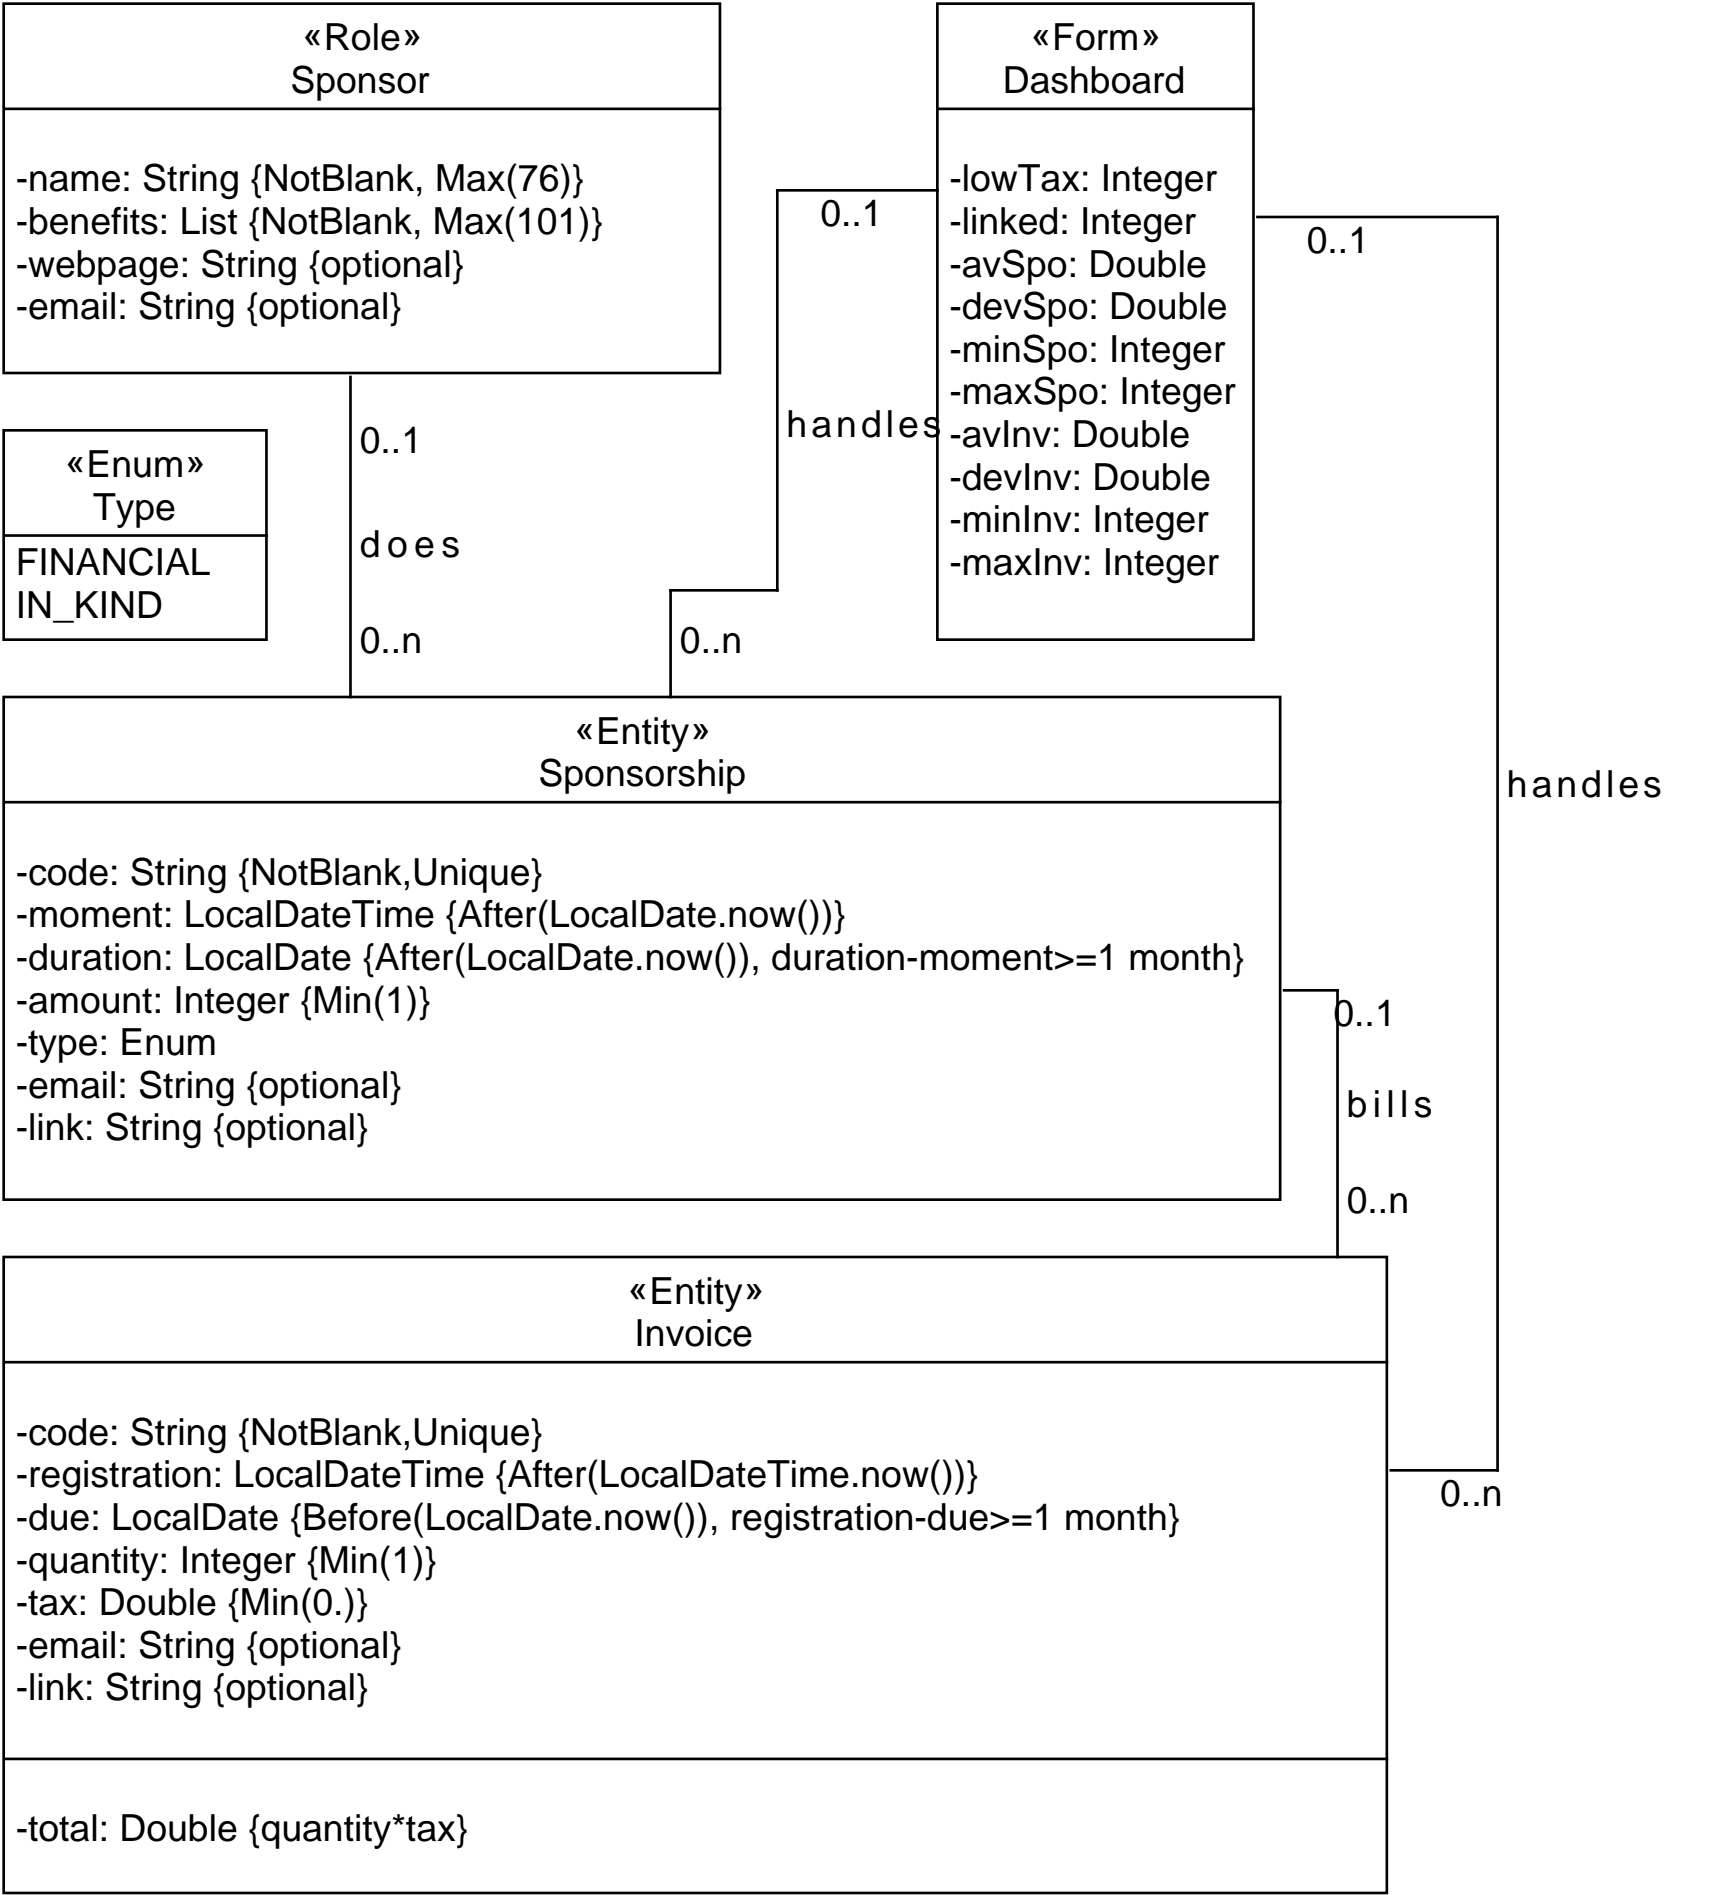 «Role»
Sponsor
-name: String {NotBlank, Max(76)}
-benefits: List {NotBlank, Max(101)}
-webpage: String {optional}
-email: String {optional}
«Form»
Dashboard
-lowTax: Integer
-linked: Integer
-avSpo: Double
-devSpo: Double
-minSpo: Integer
-maxSpo: Integer
-avInv: Double
-devInv: Double
-minInv: Integer
-maxInv: Integer
0..1
handles
0..n
0..1
handles
0..n
0..1
does
0..n
«Enum»
Type
FINANCIAL
IN_KIND
«Entity»
Sponsorship
-code: String {NotBlank,Unique}
-moment: LocalDateTime {After(LocalDate.now())}
-duration: LocalDate {After(LocalDate.now()), duration-moment>=1 month}
-amount: Integer {Min(1)}
-type: Enum
-email: String {optional}
-link: String {optional}
0..1
bills
0..n
«Entity»
Invoice
-code: String {NotBlank,Unique}
-registration: LocalDateTime {After(LocalDateTime.now())}
-due: LocalDate {Before(LocalDate.now()), registration-due>=1 month}
-quantity: Integer {Min(1)}
-tax: Double {Min(0.)}
-email: String {optional}
-link: String {optional}
-total: Double {quantity*tax}